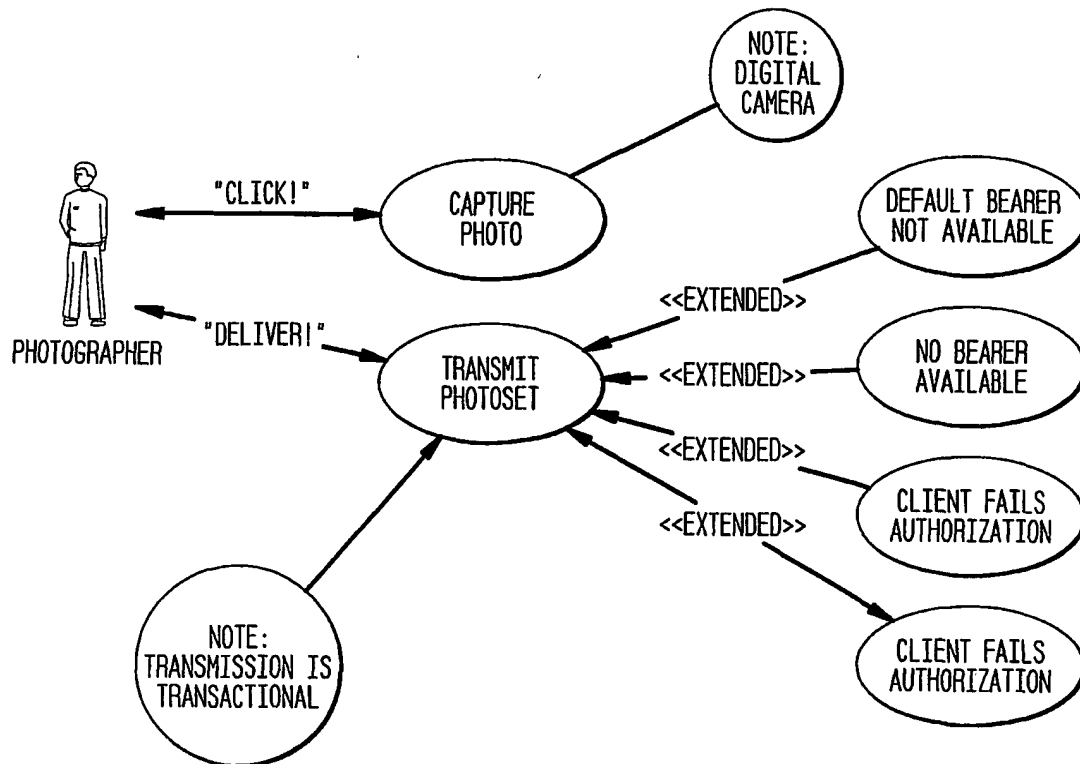 NOTE:
DIGITAL
CAMERA
"CLICK!"
CAPTURE
PHOTO
DEFAULT BEARER
NOT AVAILABLE
<<EXTENDED>>
"DELIVER!"
PHOTOGRAPHER
TRANSMIT
PHOTOSET
<<EXTENDED>>
NO BEARER
AVAILABLE
<<EXTENDED>>
CLIENT FAILS
AUTHORIZATION
<<EXTENDED>>
NOTE:
TRANSMISSION IS
TRANSACTIONAL
CLIENT FAILS
AUTHORIZATION